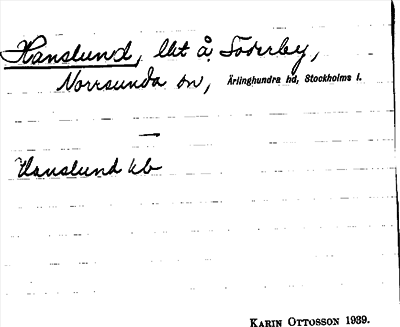 Hanslund, lht å Söderby,
Norrsunda sn, Ärlinghundra hd, Stockholms l.
—
Hanslund kb
KARIN OTTOSSON 1939.